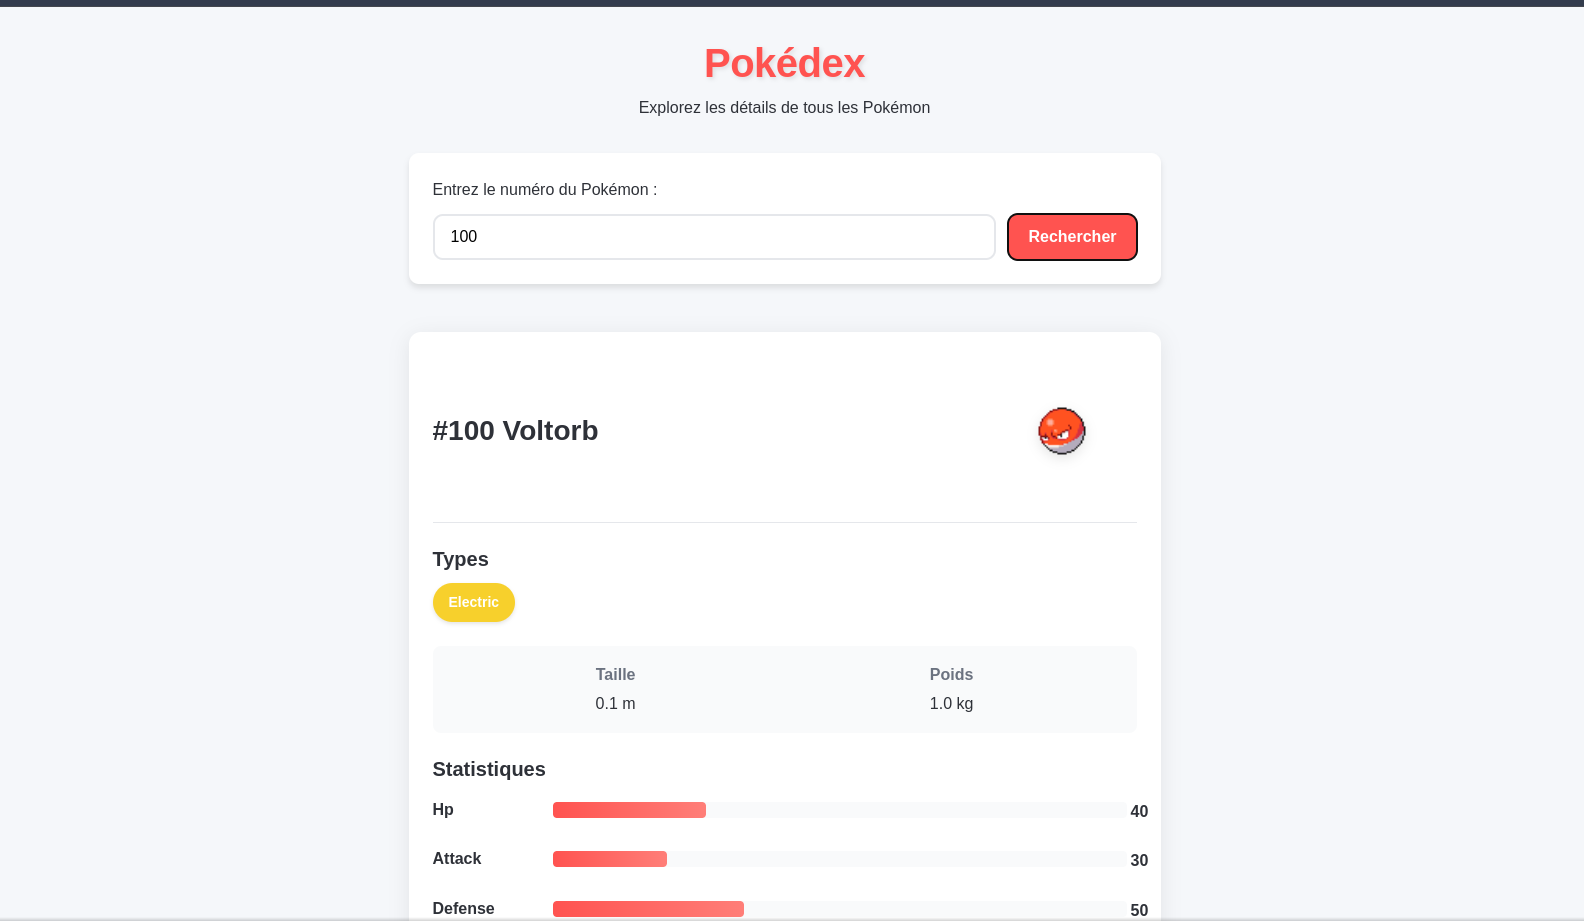 Pokédex
Explorez les détails de tous les Pokémon
Entrez le numéro du Pokémon :
100
Rechercher
#100 Voltorb
Types
Electric
Taille
Poids
0.1 m
1.0 kg
Statistiques
Hp
40
Attack
30
Defense
50